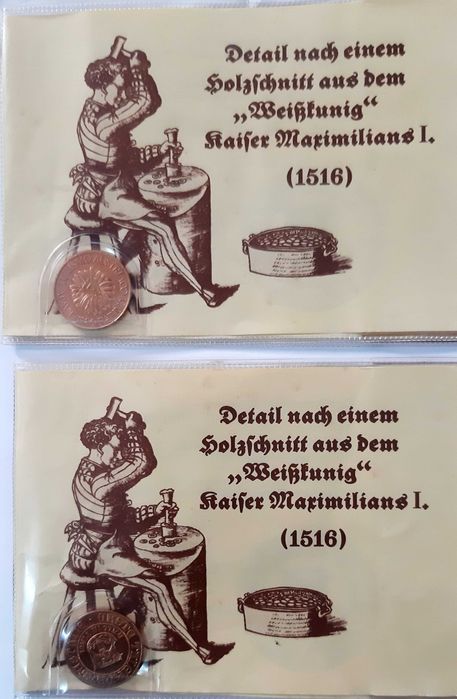 Detail nach einem
Holzschnitt aus dem
„Weißkunig“
Kaiser Maximilians I.
(1516)
Detail nach einem
Holzschnitt aus dem
„Weißkunig“
Kaiser Maximilians I.
(1516)